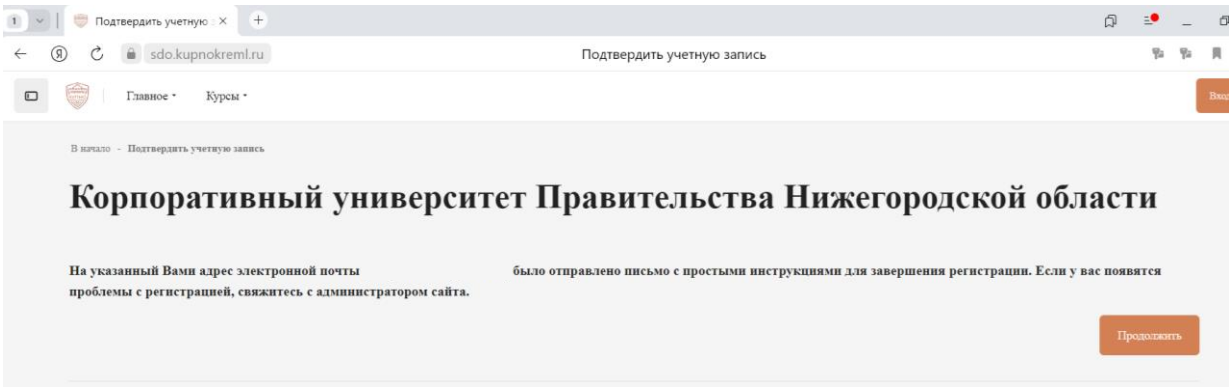 1
Подтвердить учетную з
sdo.kupnokreml.ru
Подтвердить учетную запись
Главное
Курсы
Вход
В начало - Подтвердить учетную запись
Корпоративный университет Правительства Нижегородской области
На указанный Вами адрес электронной почты было отправлено письмо с простыми инструкциями для завершения регистрации. Если у вас появятся
проблемы с регистрацией, свяжитесь с администратором сайта.
Продолжить